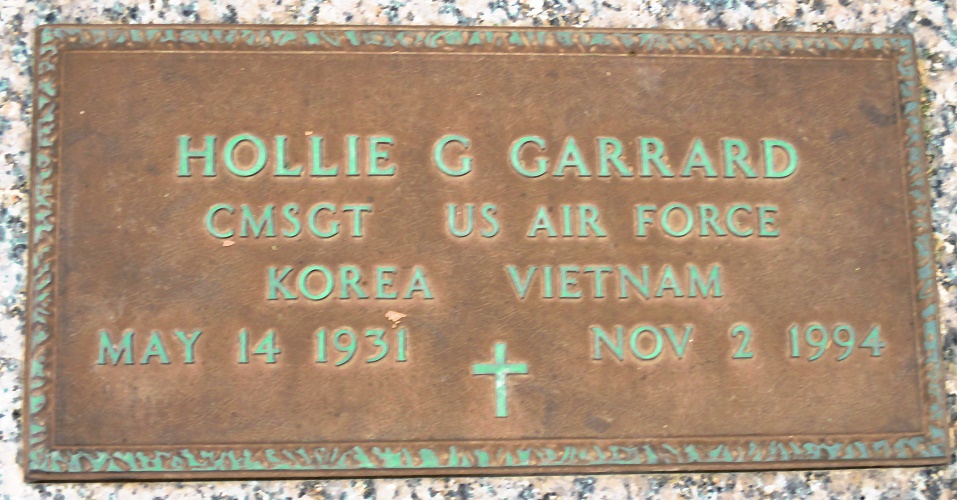 HOLLIE G GARRARD
CMSGT US AIR FORCE
KOREA VIETNAM
MAY 14 1931 NOV 2 1994